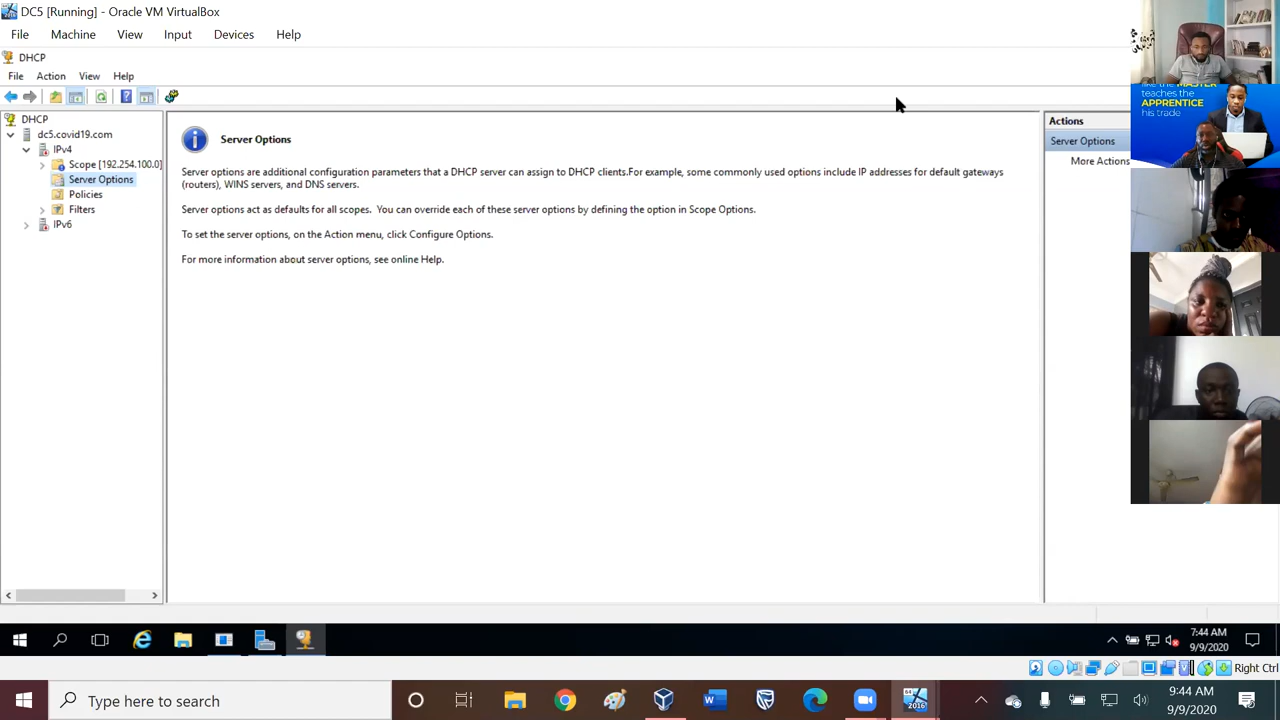 DC5 [Running] - Oracle VM VirtualBox
File Machine View Input Devices Help
DHCP
File Action View Help
DHCP
dc5.covid19.com
IPv4
Scope [192.254.100.0]
Server Options
Policies
Filters
IPv6
Server Options
Server options are additional configuration parameters that a DHCP server can assign to DHCP clients.For example, some commonly used options include IP addresses for default gateways
(routers), WINS servers, and DNS servers.
Server options act as defaults for all scopes. You can override each of these server options by defining the option in Scope Options.
To set the server options, on the Action menu, click Configure Options.
For more information about server options, see online Help.
Actions
Server Options
More Actions
like the MASTER
teaches the
APPRENTICE
his trade
7:44 AM
9/9/2020
Right Ctrl
Type here to search
2016
9:44 AM
9/9/2020